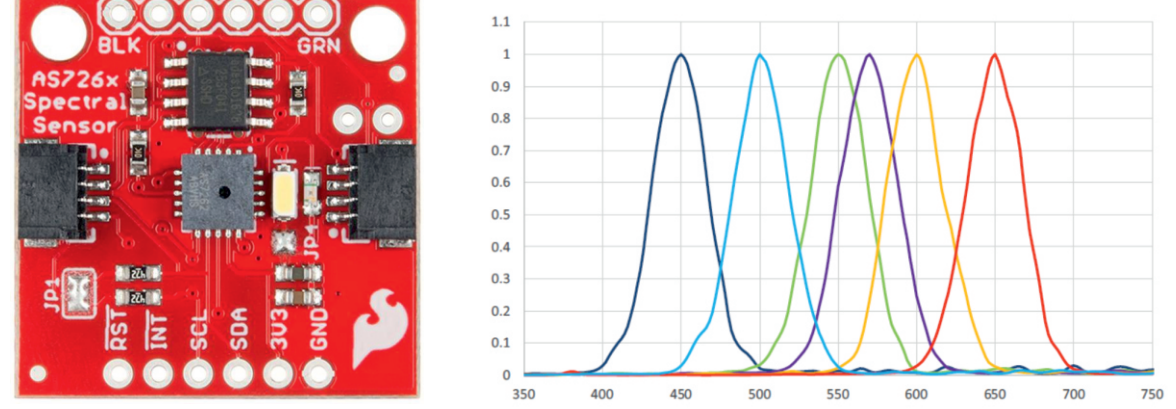 BLK
GRN
AS726x
Spectral
Sensor
JP4
JP1
RST
INT
SCL
SDA
3V3
GND
1.1
1
0.9
0.8
0.7
0.6
0.5
0.4
0.3
0.2
0.1
0
350 400 450 500 550 600 650 700 750